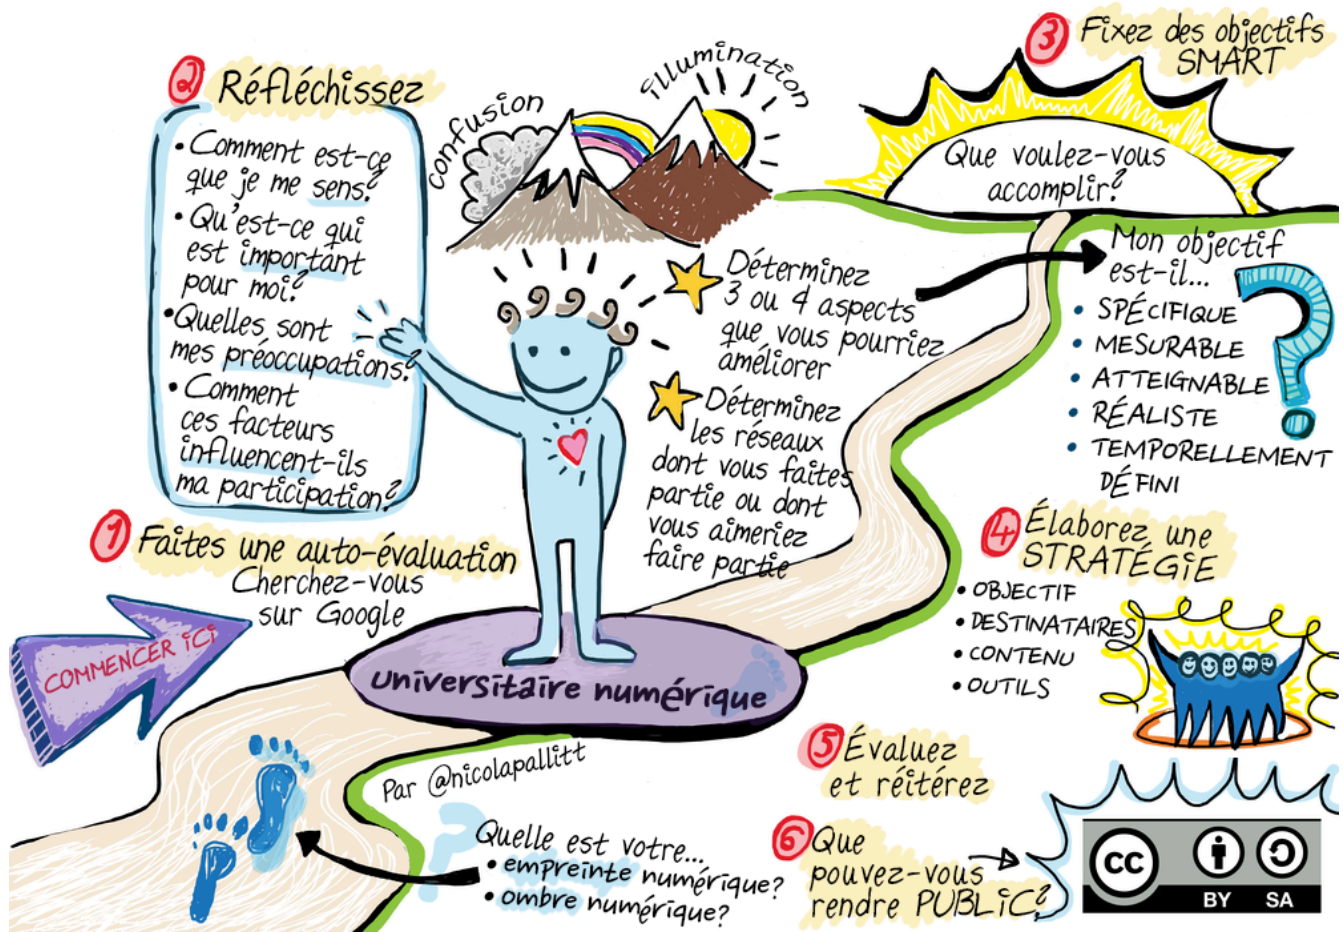 2 Réfléchissez
• Comment est-ce
que je me sens?
• Qu'est-ce qui
est important
pour moi?
• Quelles sont
mes préoccupations?
• Comment
ces facteurs
influencent-ils
ma participation?
confusion
illumination
3 Fixez des objectifs
SMART
Que voulez-vous
accomplir?
Mon objectif
est-il...
• SPÉCIFIQUE
• MESURABLE
• ATTEIGNABLE
• RÉALISTE
• TEMPORELLEMENT
DÉFINI
?
Déterminez
3 ou 4 aspects
que vous pourriez
améliorer
Déterminez
les réseaux
dont vous faites
partie ou dont
vous aimeriez
faire partie
1 Faites une auto-évaluation
Cherchez-vous
sur Google
COMMENCER ICI
universitaire numérique
Par @nicolapallitt
?
Quelle est votre...
• empreinte numérique?
• ombre numérique?
4 Élaborez une
STRATÉGIE
• OBJECTIF
• DESTINATAIRES
• CONTENU
• OUTILS
5 Évaluez
et réitérez
6 Que
pouvez-vous
rendre PUBLIC?
CC
BY SA